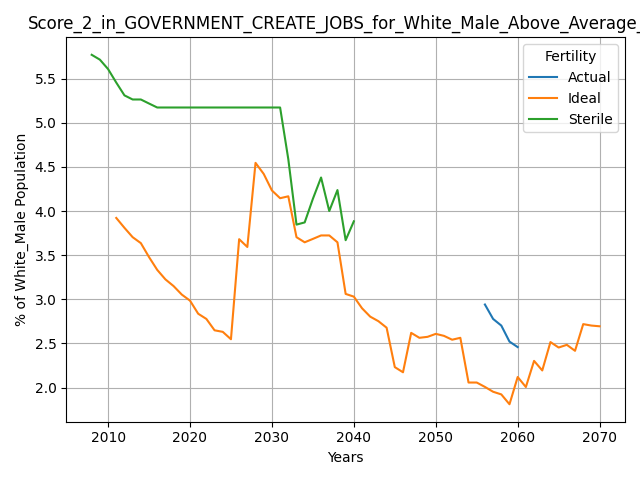 Score_2_in_GOVERNMENT_CREATE_JOBS_for_White_Male_Above_Average_
Fertility
Actual
Ideal
Sterile
% of White_Male Population
5.5
5.0
4.5
4.0
3.5
3.0
2.5
2.0
2010 2020 2030 2040 2050 2060 2070
Years